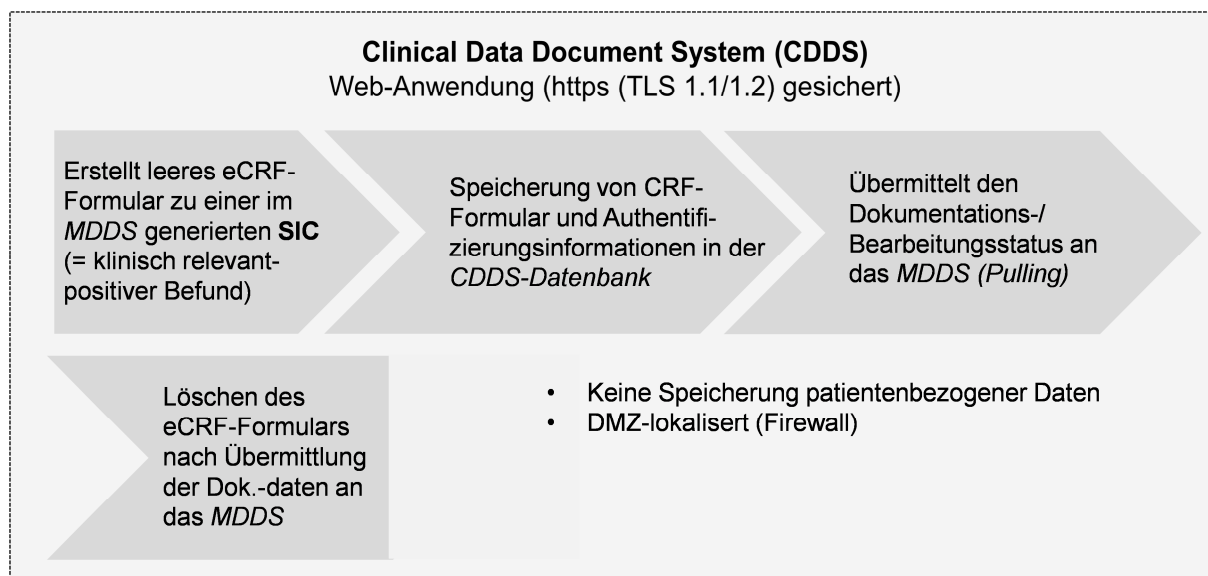 Clinical Data Document System (CDDS)
Web-Anwendung (https (TLS 1.1/1.2) gesichert)
Erstellt leeres eCRF-
Formular zu einer im
MDDS generierten SIC
(= klinisch relevant-
positiver Befund)
Speicherung von CRF-
Formular und Authentifi-
zierungsinformationen in der
CDDS-Datenbank
Übermittelt den
Dokumentations-/
Bearbeitungsstatus an
das MDDS (Pulling)
Löschen des
eCRF-Formulars
nach Übermittlung
der Dok.-daten an
das MDDS
• Keine Speicherung patientenbezogener Daten
• DMZ-lokalisert (Firewall)